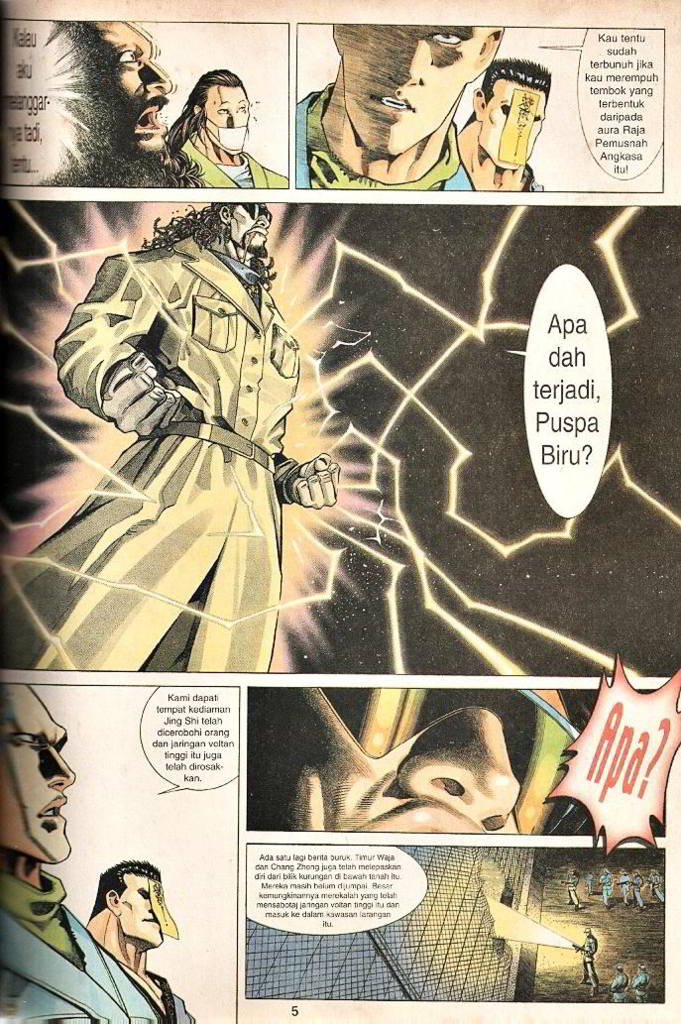 Kalau
aku
melanggar-
nya tadi,
tentu...
Kau tentu
sudah
terbunuh jika
kau merempuh
tembok yang
terbentuk
daripada
aura Raja
Pemusnah
Angkasa
itu!
Apa
dah
terjadi,
Puspa
Biru?
Kami dapati
tempat kediaman
Jing Shi telah
dicerobohi orang
dan jaringan voltan
tinggi itu juga
telah dirosak-
kan.
Apa?
Ada satu lagi berita buruk. Timur Waja
dan Chang Zhong juga telah melepaskan
diri dari bilik kurungan di bawah tanah itu.
Mereka masih belum dijumpai. Besar
kemungkinannya merekalah yang telah
mensabotaj jaringan voltan tinggi itu dan
masuk ke dalam kawasan larangan
itu.
5